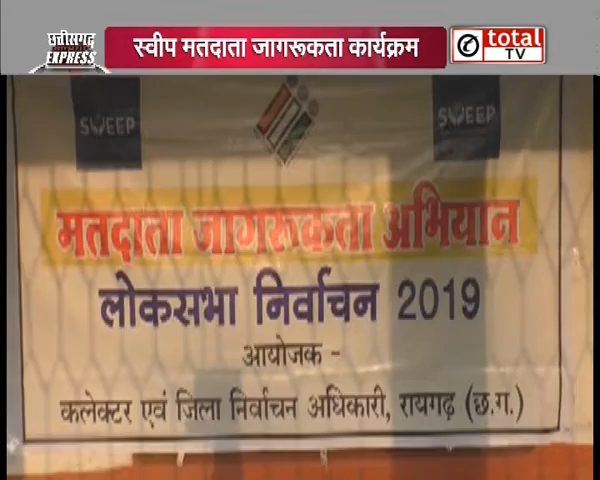 छत्तीसगढ़
EXPRESS
स्वीप मतदाता जागरूकता कार्यक्रम
total
TV
SWEEP
SWEEP
मतदाता जागरूकता अभियान
लोकसभा निर्वाचन 2019
आयोजक -
कलेक्टर एवं जिला निर्वाचन अधिकारी, रायगढ़ (छ.ग.)